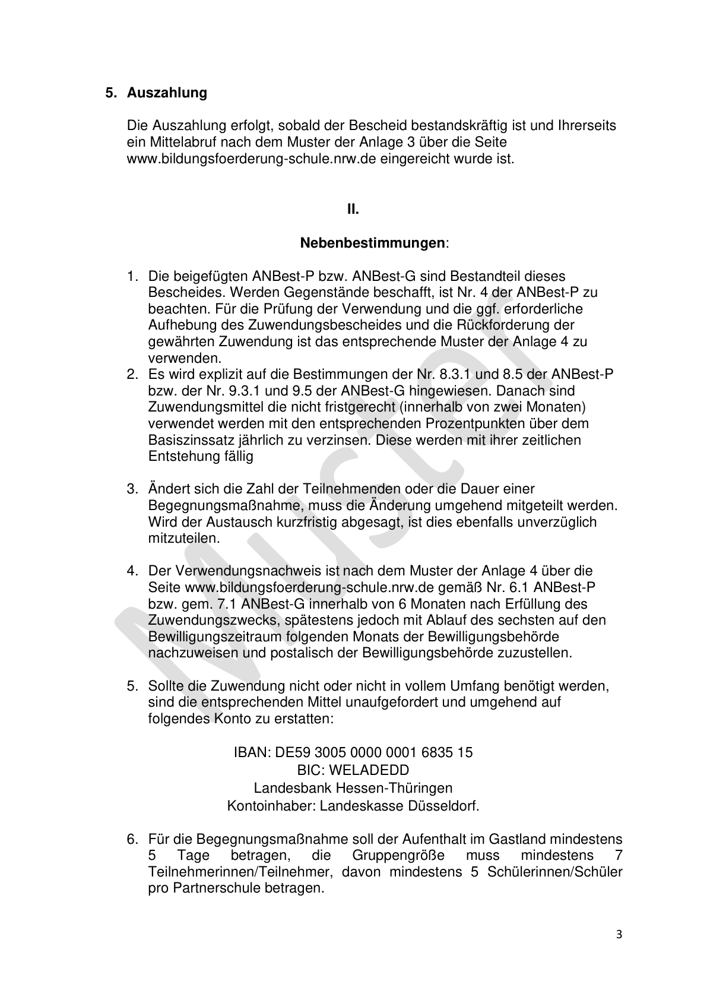 5. Auszahlung
Die Auszahlung erfolgt, sobald der Bescheid bestandskräftig ist und Ihrerseits
ein Mittelabruf nach dem Muster der Anlage 3 über die Seite
www.bildungsfoerderung-schule.nrw.de eingereicht wurde ist.
II.
Nebenbestimmungen:
1. Die beigefügten ANBest-P bzw. ANBest-G sind Bestandteil dieses
Bescheides. Werden Gegenstände beschafft, ist Nr. 4 der ANBest-P zu
beachten. Für die Prüfung der Verwendung und die ggf. erforderliche
Aufhebung des Zuwendungsbescheides und die Rückforderung der
gewährten Zuwendung ist das entsprechende Muster der Anlage 4 zu
verwenden.
2. Es wird explizit auf die Bestimmungen der Nr. 8.3.1 und 8.5 der ANBest-P
bzw. der Nr. 9.3.1 und 9.5 der ANBest-G hingewiesen. Danach sind
Zuwendungsmittel die nicht fristgerecht (innerhalb von zwei Monaten)
verwendet werden mit den entsprechenden Prozentpunkten über dem
Basiszinssatz jährlich zu verzinsen. Diese werden mit ihrer zeitlichen
Entstehung fällig
3. Ändert sich die Zahl der Teilnehmenden oder die Dauer einer
Begegnungsmaßnahme, muss die Änderung umgehend mitgeteilt werden.
Wird der Austausch kurzfristig abgesagt, ist dies ebenfalls unverzüglich
mitzuteilen.
4. Der Verwendungsnachweis ist nach dem Muster der Anlage 4 über die
Seite www.bildungsfoerderung-schule.nrw.de gemäß Nr. 6.1 ANBest-P
bzw. gem. 7.1 ANBest-G innerhalb von 6 Monaten nach Erfüllung des
Zuwendungszwecks, spätestens jedoch mit Ablauf des sechsten auf den
Bewilligungszeitraum folgenden Monats der Bewilligungsbehörde
nachzuweisen und postalisch der Bewilligungsbehörde zuzustellen.
5. Sollte die Zuwendung nicht oder nicht in vollem Umfang benötigt werden,
sind die entsprechenden Mittel unaufgefordert und umgehend auf
folgendes Konto zu erstatten:
IBAN: DE59 3005 0000 0001 6835 15
BIC: WELADEDD
Landesbank Hessen-Thüringen
Kontoinhaber: Landeskasse Düsseldorf.
6. Für die Begegnungsmaßnahme soll der Aufenthalt im Gastland mindestens
5 Tage betragen, die Gruppengröße muss mindestens 7
Teilnehmerinnen/Teilnehmer, davon mindestens 5 Schülerinnen/Schüler
pro Partnerschule betragen.
Muster
3